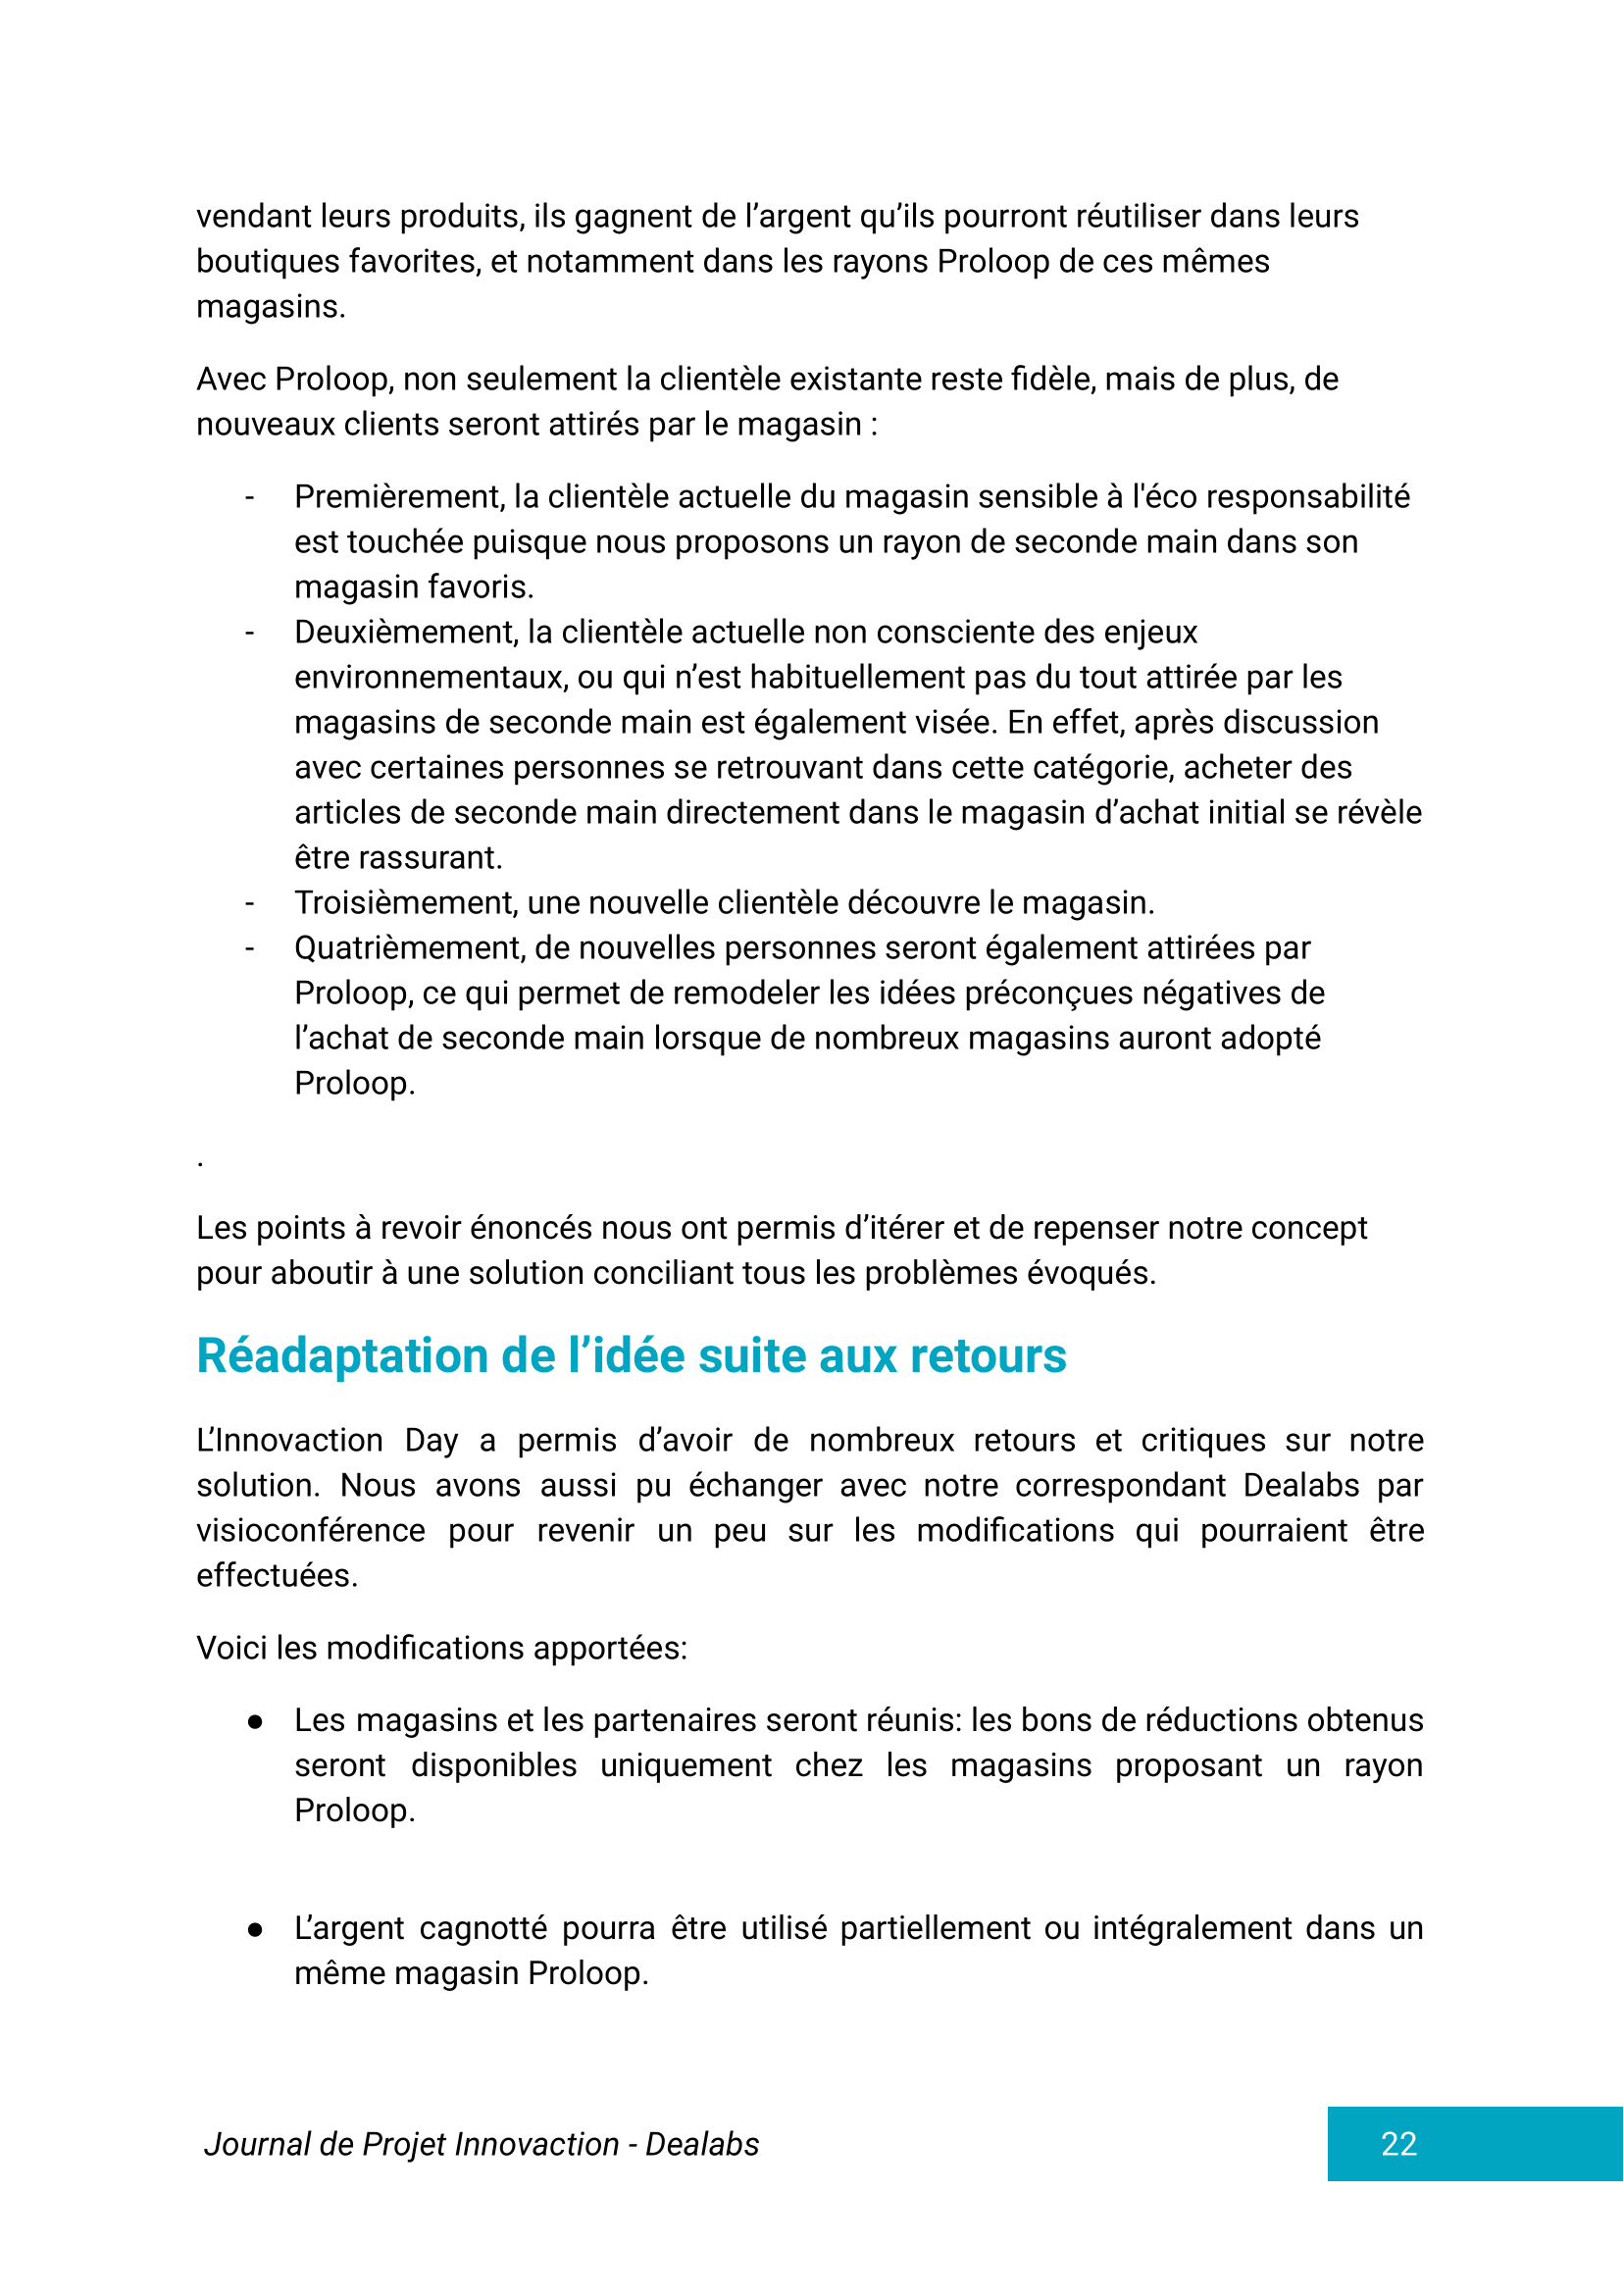 vendant leurs produits, ils gagnent de l’argent qu’ils pourront réutiliser dans leurs
boutiques favorites, et notamment dans les rayons Proloop de ces mêmes
magasins.
Avec Proloop, non seulement la clientèle existante reste fidèle, mais de plus, de
nouveaux clients seront attirés par le magasin :
- Premièrement, la clientèle actuelle du magasin sensible à l'éco responsabilité
est touchée puisque nous proposons un rayon de seconde main dans son
magasin favoris.
- Deuxièmement, la clientèle actuelle non consciente des enjeux
environnementaux, ou qui n’est habituellement pas du tout attirée par les
magasins de seconde main est également visée. En effet, après discussion
avec certaines personnes se retrouvant dans cette catégorie, acheter des
articles de seconde main directement dans le magasin d’achat initial se révèle
être rassurant.
- Troisièmement, une nouvelle clientèle découvre le magasin.
- Quatrièmement, de nouvelles personnes seront également attirées par
Proloop, ce qui permet de remodeler les idées préconçues négatives de
l’achat de seconde main lorsque de nombreux magasins auront adopté
Proloop.
.
Les points à revoir énoncés nous ont permis d’itérer et de repenser notre concept
pour aboutir à une solution conciliant tous les problèmes évoqués.
Réadaptation de l’idée suite aux retours
L’Innovaction Day a permis d’avoir de nombreux retours et critiques sur notre
solution. Nous avons aussi pu échanger avec notre correspondant Dealabs par
visioconférence pour revenir un peu sur les modifications qui pourraient être
effectuées.
Voici les modifications apportées:
● Les magasins et les partenaires seront réunis: les bons de réductions obtenus
seront disponibles uniquement chez les magasins proposant un rayon
Proloop.
● L’argent cagnotté pourra être utilisé partiellement ou intégralement dans un
même magasin Proloop.
Journal de Projet Innovaction - Dealabs
22